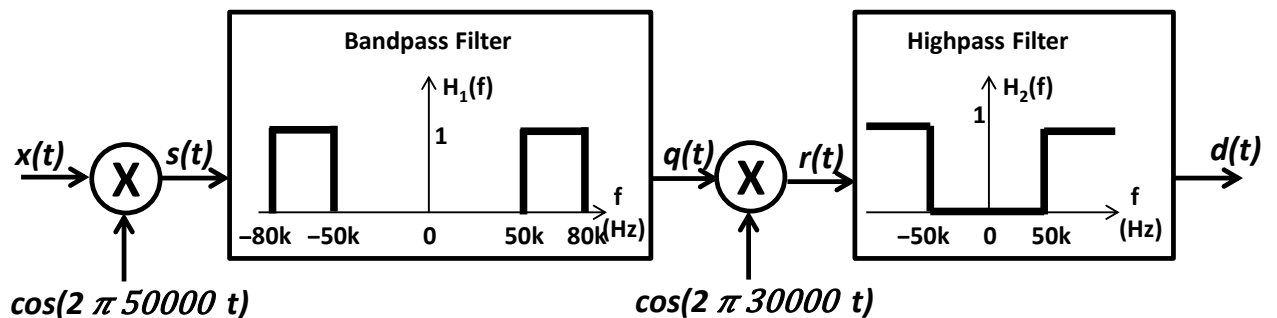 Bandpass Filter
H₁(f)
1
f
(Hz)
−80k −50k 0 50k 80k
Highpass Filter
H₂(f)
1
f
(Hz)
−50k 0 50k
x(t)
X
s(t)
q(t)
X
r(t)
d(t)
cos(2 π 50000 t)
cos(2 π 30000 t)